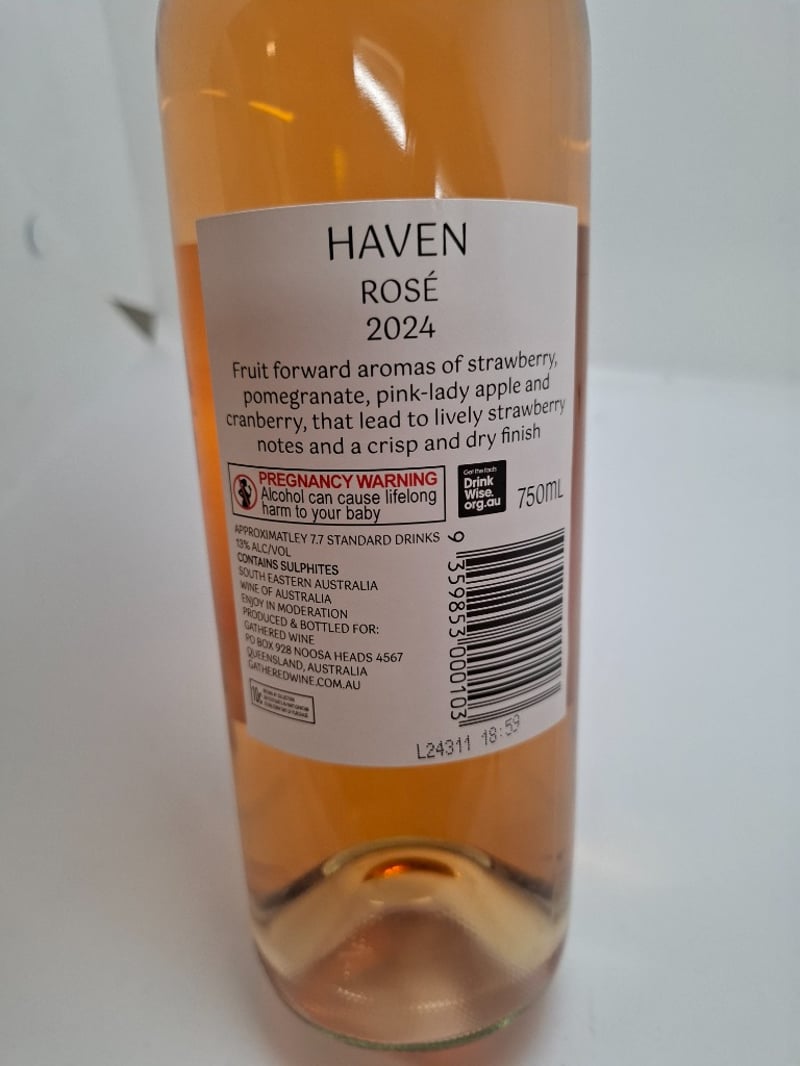 HAVEN
ROSÉ
2024
Fruit forward aromas of strawberry,
pomegranate, pink-lady apple and
cranberry, that lead to lively strawberry
notes and a crisp and dry finish
PREGNANCY WARNING
Alcohol can cause lifelong
harm to your baby
Get the facts
Drink
Wise.
org.au
750mL
APPROXIMATLEY 7.7 STANDARD DRINKS
13% ALC/VOL
CONTAINS SULPHITES
SOUTH EASTERN AUSTRALIA
WINE OF AUSTRALIA
ENJOY IN MODERATION
PRODUCED & BOTTLED FOR:
GATHERED WINE
PO BOX 928 NOOSA HEADS 4567
QUEENSLAND, AUSTRALIA
GATHEREDWINE.COM.AU
10c
9 359853 000103
L24311 18:59